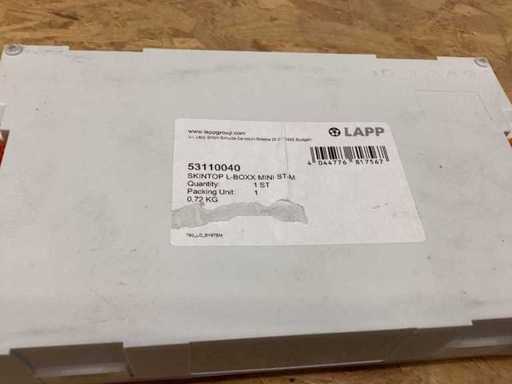 www.lappgroup.com
LAPP
53110040
SKINTOP L-BOXX MINI ST-M
Quantity: 1 ST
Packing Unit: 1
0,72 KG
4 044776 817567